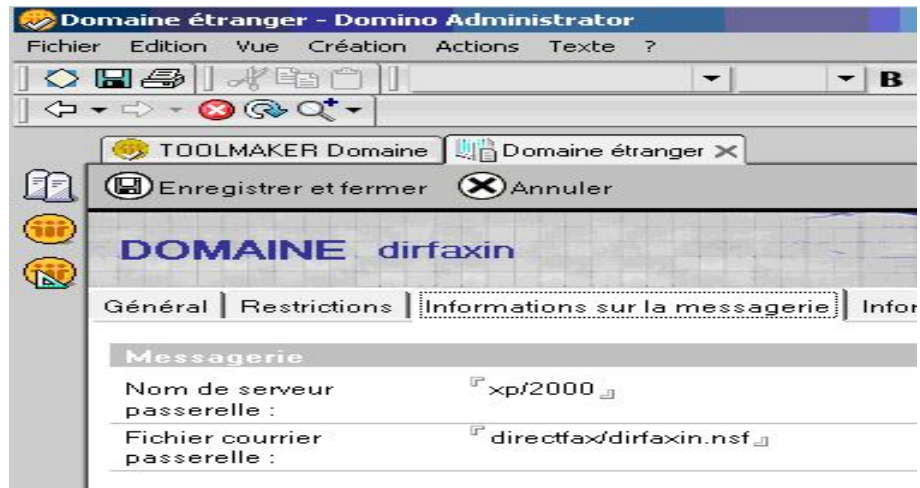 Domaine étranger - Domino Administrator
Fichier Edition Vue Création Actions Texte ?
B
TOOLMAKER Domaine Domaine étranger
Enregistrer et fermer Annuler
DOMAINE dirfaxin
Général Restrictions Informations sur la messagerie Infor
Messagerie
Nom de serveur passerelle : xp/2000
Fichier courrier passerelle : directfax/dirfaxin.nsf